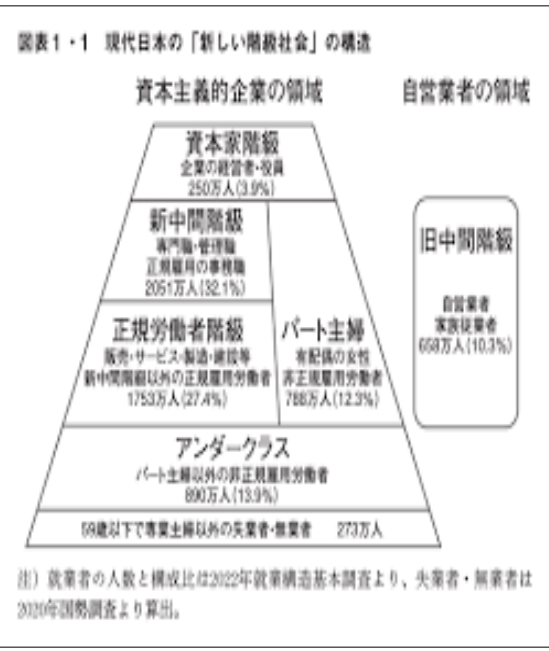 図表1・1 現代日本の「新しい階級社会」の構造
資本主義的企業の領域
自営業者の領域
資本家階級
企業の経営者・役員
250万人(3.9%)
新中間階級
専門職・管理職
正規雇用の事務職
2051万人(32.1%)
正規労働者階級
販売・サービス・製造・建設等
新中間階級以外の正規雇用労働者
1753万人(27.4%)
パート主婦
有配偶の女性
非正規雇用労働者
788万人(12.3%)
旧中間階級
自営業者
家族従業者
658万人(10.3%)
アンダークラス
パート主婦以外の非正規雇用労働者
890万人(13.9%)
59歳以下で専業主婦以外の失業者・無業者 273万人
注）就業者の人数と構成比は2022年就業構造基本調査より、失業者・無業者は
2020年国勢調査より算出。